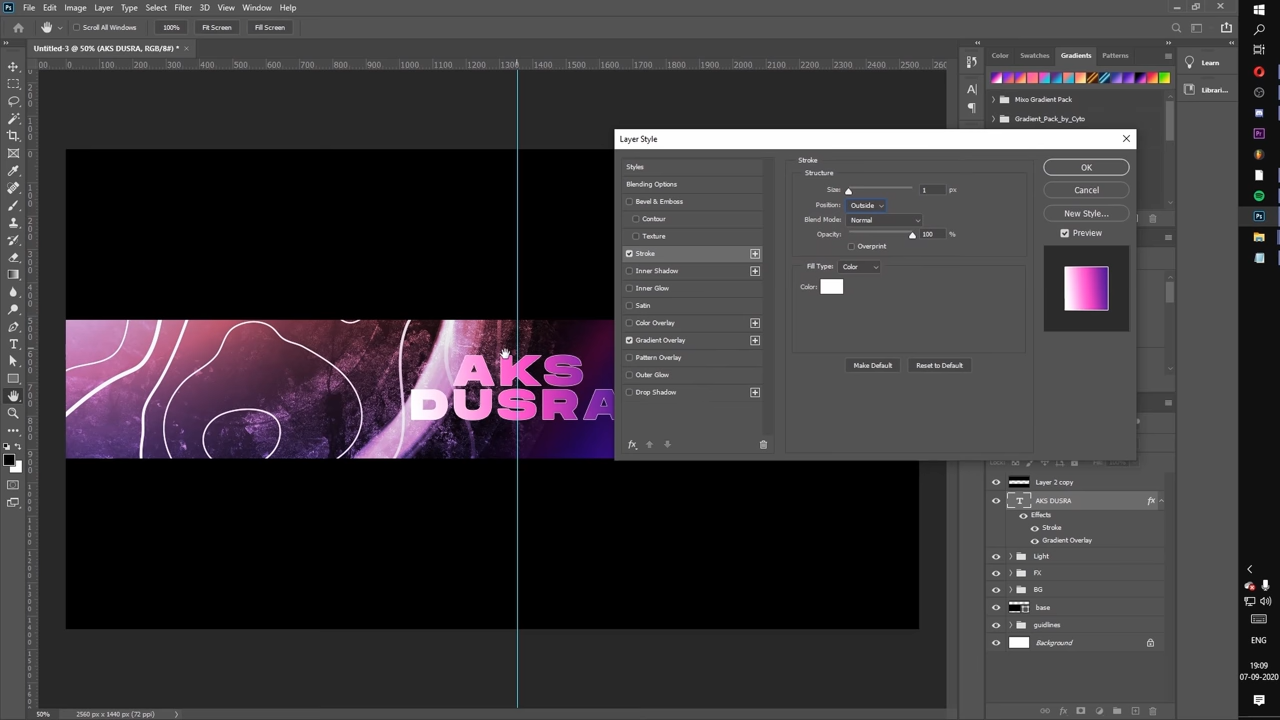 File Edit Image Layer Type Select Filter 3D View Window Help
Scroll All Windows 100% Fit Screen Fill Screen
Untitled-3 @ 50% (AKS DUSRA, RGB/8#) * ×
Color Swatches Gradients Patterns
Learn
Librari...
Mixo Gradient Pack
Gradient_Pack_by_Cyto
Layer Style
Styles
Blending Options
Bevel & Emboss
Contour
Texture
Stroke
Inner Shadow
Inner Glow
Satin
Color Overlay
Gradient Overlay
Pattern Overlay
Outer Glow
Drop Shadow
fx
Stroke
Structure
Size: 1 px
Position: Outside
Blend Mode: Normal
Opacity: 100 %
Overprint
Fill Type: Color
Color:
Make Default Reset to Default
OK
Cancel
New Style...
Preview
AKS
DUSRA
Layer 2 copy
AKS DUSRA fx
Effects
Stroke
Gradient Overlay
Light
FX
BG
base
guidlines
Background
50% 2560 px x 1440 px (72 ppi)
ENG
19:09
07-09-2020